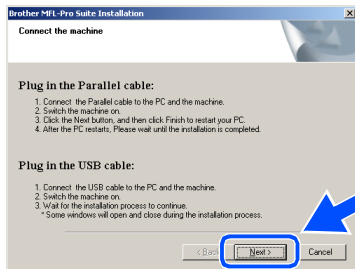 Brother MFL-Pro Suite Installation
Connect the machine
Plug in the Parallel cable:
1. Connect the Parallel cable to the PC and the machine.
2. Switch the machine on.
3. Click the Next button, and then click Finish to restart your PC.
4. After the PC restarts, Please wait until the installation is completed.
Plug in the USB cable:
1. Connect the USB cable to the PC and the machine.
2. Switch the machine on.
3. Wait for the installation process to continue.
* Some windows will open and close during the installation process.
< Back Next > Cancel